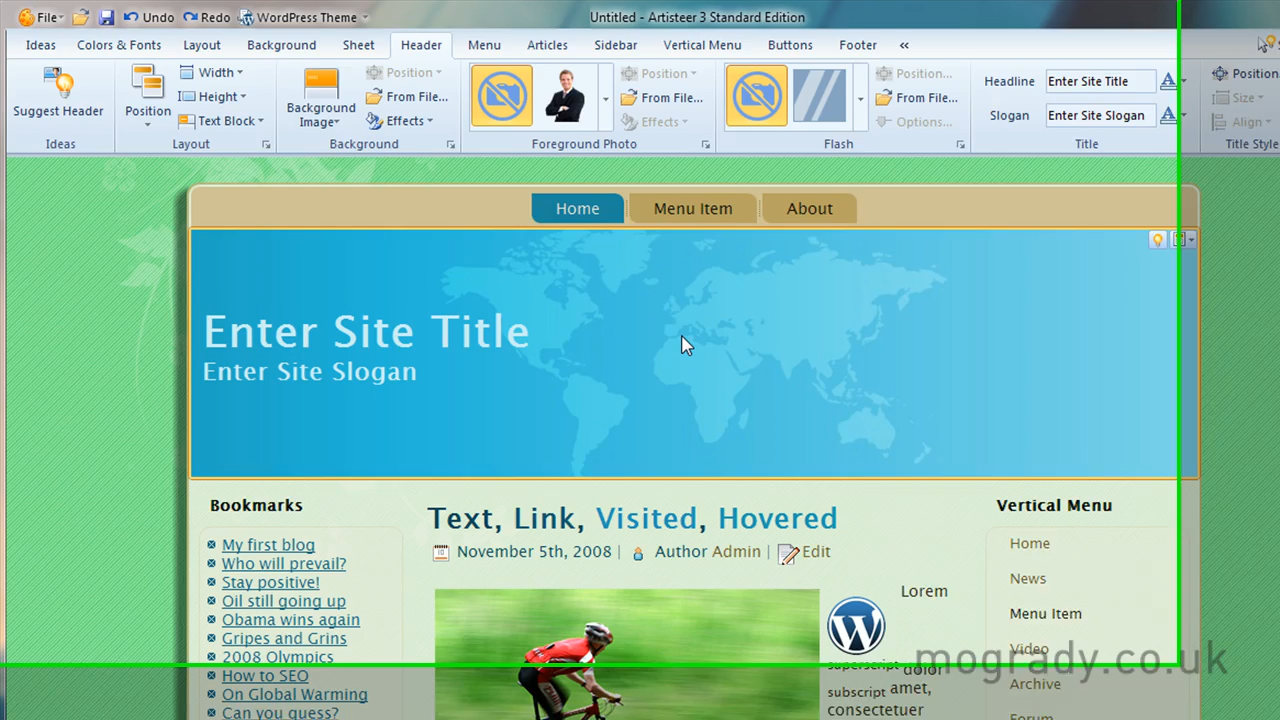 File Undo Redo WordPress Theme Untitled - Artisteer 3 Standard Edition
Ideas Colors & Fonts Layout Background Sheet Header Menu Articles Sidebar Vertical Menu Buttons Footer «
Suggest Header
Position
Width
Height
Text Block
Background Image
Position
From File...
Effects
Position
From File...
Effects
Position...
From File...
Options...
Headline Enter Site Title
Slogan Enter Site Slogan
Position
Size
Align
Ideas Layout Background Foreground Photo Flash Title Title Style
Home Menu Item About
Enter Site Title
Enter Site Slogan
Bookmarks
My first blog
Who will prevail?
Stay positive!
Oil still going up
Obama wins again
Gripes and Grins
2008 Olympics
How to SEO
On Global Warming
Can you guess?
Text, Link, Visited, Hovered
November 5th, 2008 | Author Admin | Edit
Lorem
superscript dolor
subscript amet,
consectetuer
Vertical Menu
Home
News
Menu Item
Video
Archive
Forum
mogrady.co.uk